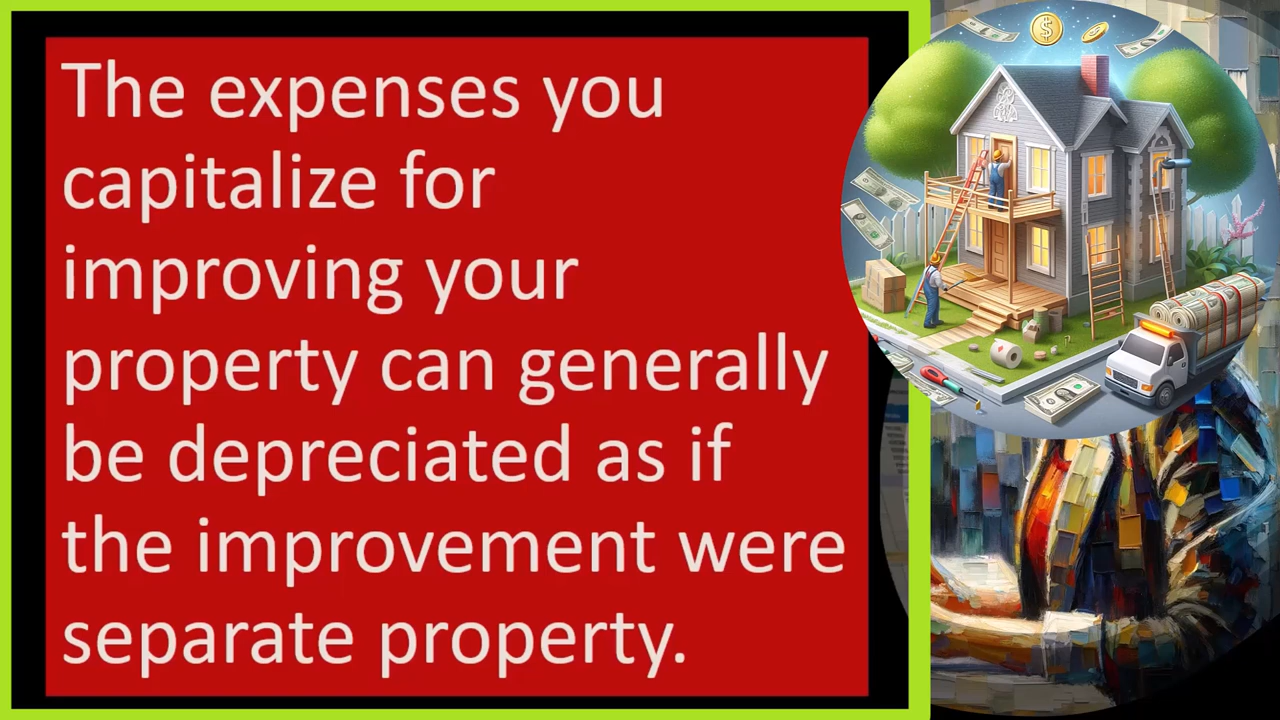 The expenses you
capitalize for
improving your
property can generally
be depreciated as if
the improvement were
separate property.